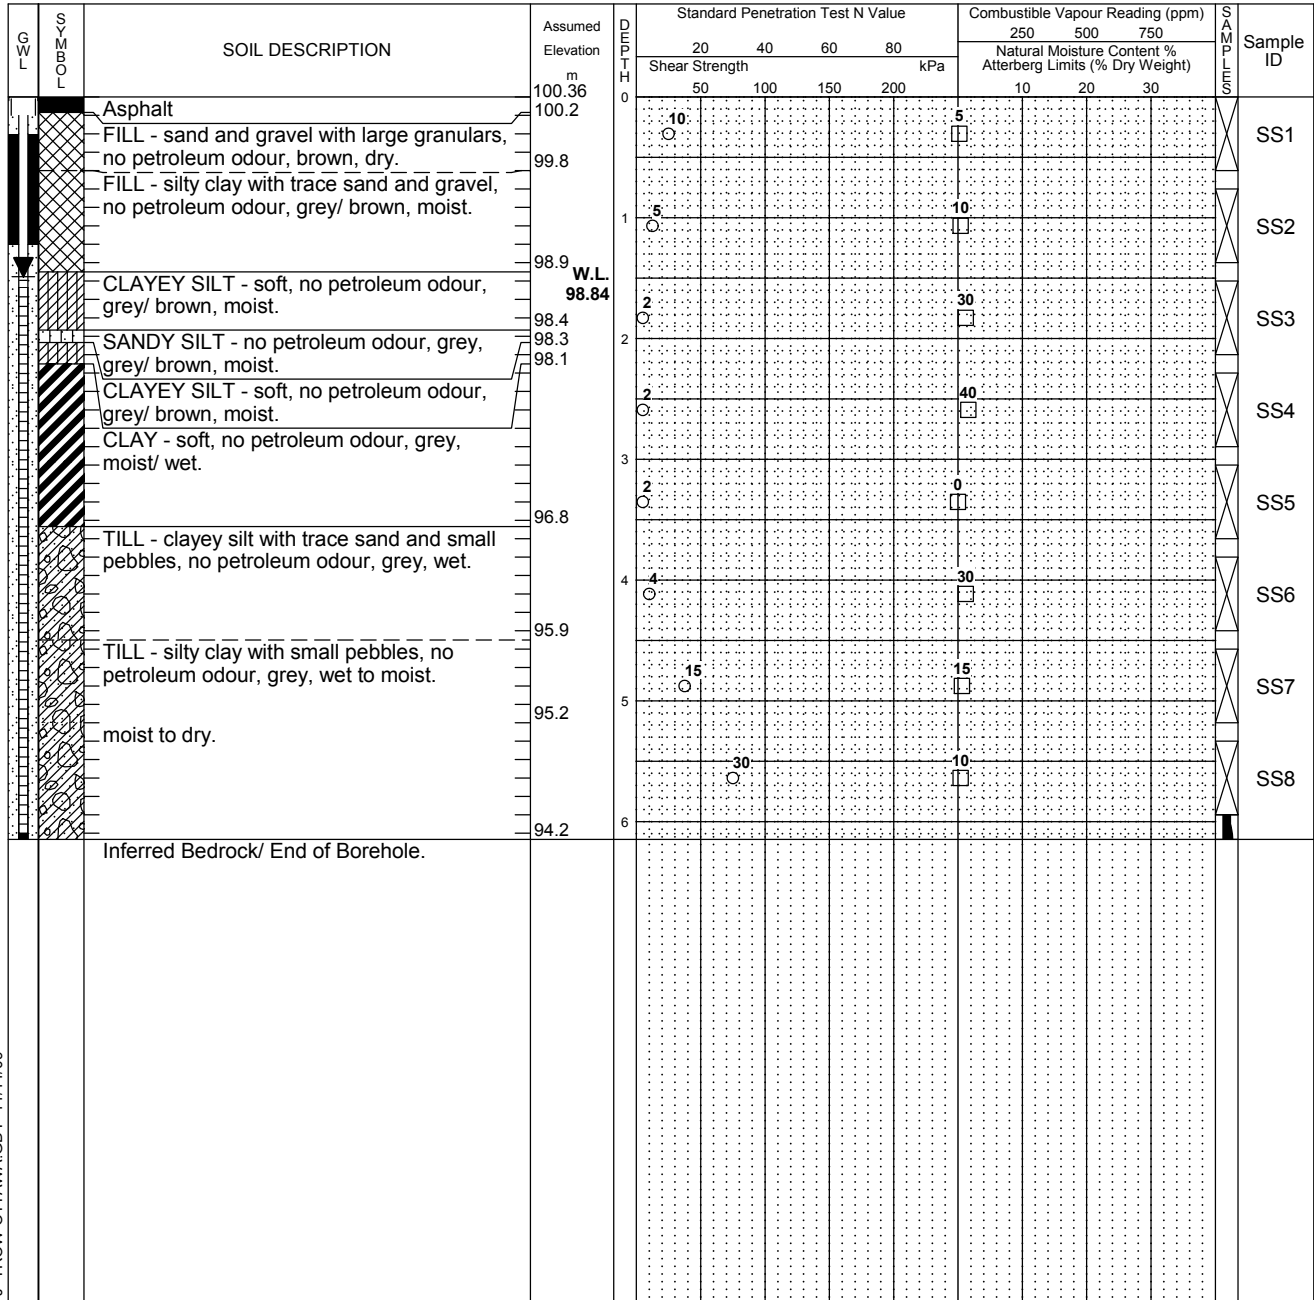 GWL
SYMBOL
SOIL DESCRIPTION
Assumed
Elevation
m
100.36
DEPTH
Standard Penetration Test N Value
20 40 60 80
Shear Strength kPa
50 100 150 200
Combustible Vapour Reading (ppm)
250 500 750
Natural Moisture Content %
Atterberg Limits (% Dry Weight)
10 20 30
SAMPLES
Sample
ID
0
Asphalt
100.2
FILL - sand and gravel with large granulars,
no petroleum odour, brown, dry.
99.8
10
5
SS1
FILL - silty clay with trace sand and gravel,
no petroleum odour, grey/ brown, moist.
98.9
1
5
10
SS2
W.L.
98.84
CLAYEY SILT - soft, no petroleum odour,
grey/ brown, moist.
98.4
2
30
SS3
SANDY SILT - no petroleum odour, grey,
grey/ brown, moist.
98.3
98.1
2
CLAYEY SILT - soft, no petroleum odour,
grey/ brown, moist.
2
40
SS4
CLAY - soft, no petroleum odour, grey,
moist/ wet.
96.8
3
2
0
SS5
TILL - clayey silt with trace sand and small
pebbles, no petroleum odour, grey, wet.
95.9
4
4
30
SS6
TILL - silty clay with small pebbles, no
petroleum odour, grey, wet to moist.
95.2
15
15
SS7
5
moist to dry.
30
10
SS8
94.2
6
Inferred Bedrock/ End of Borehole.